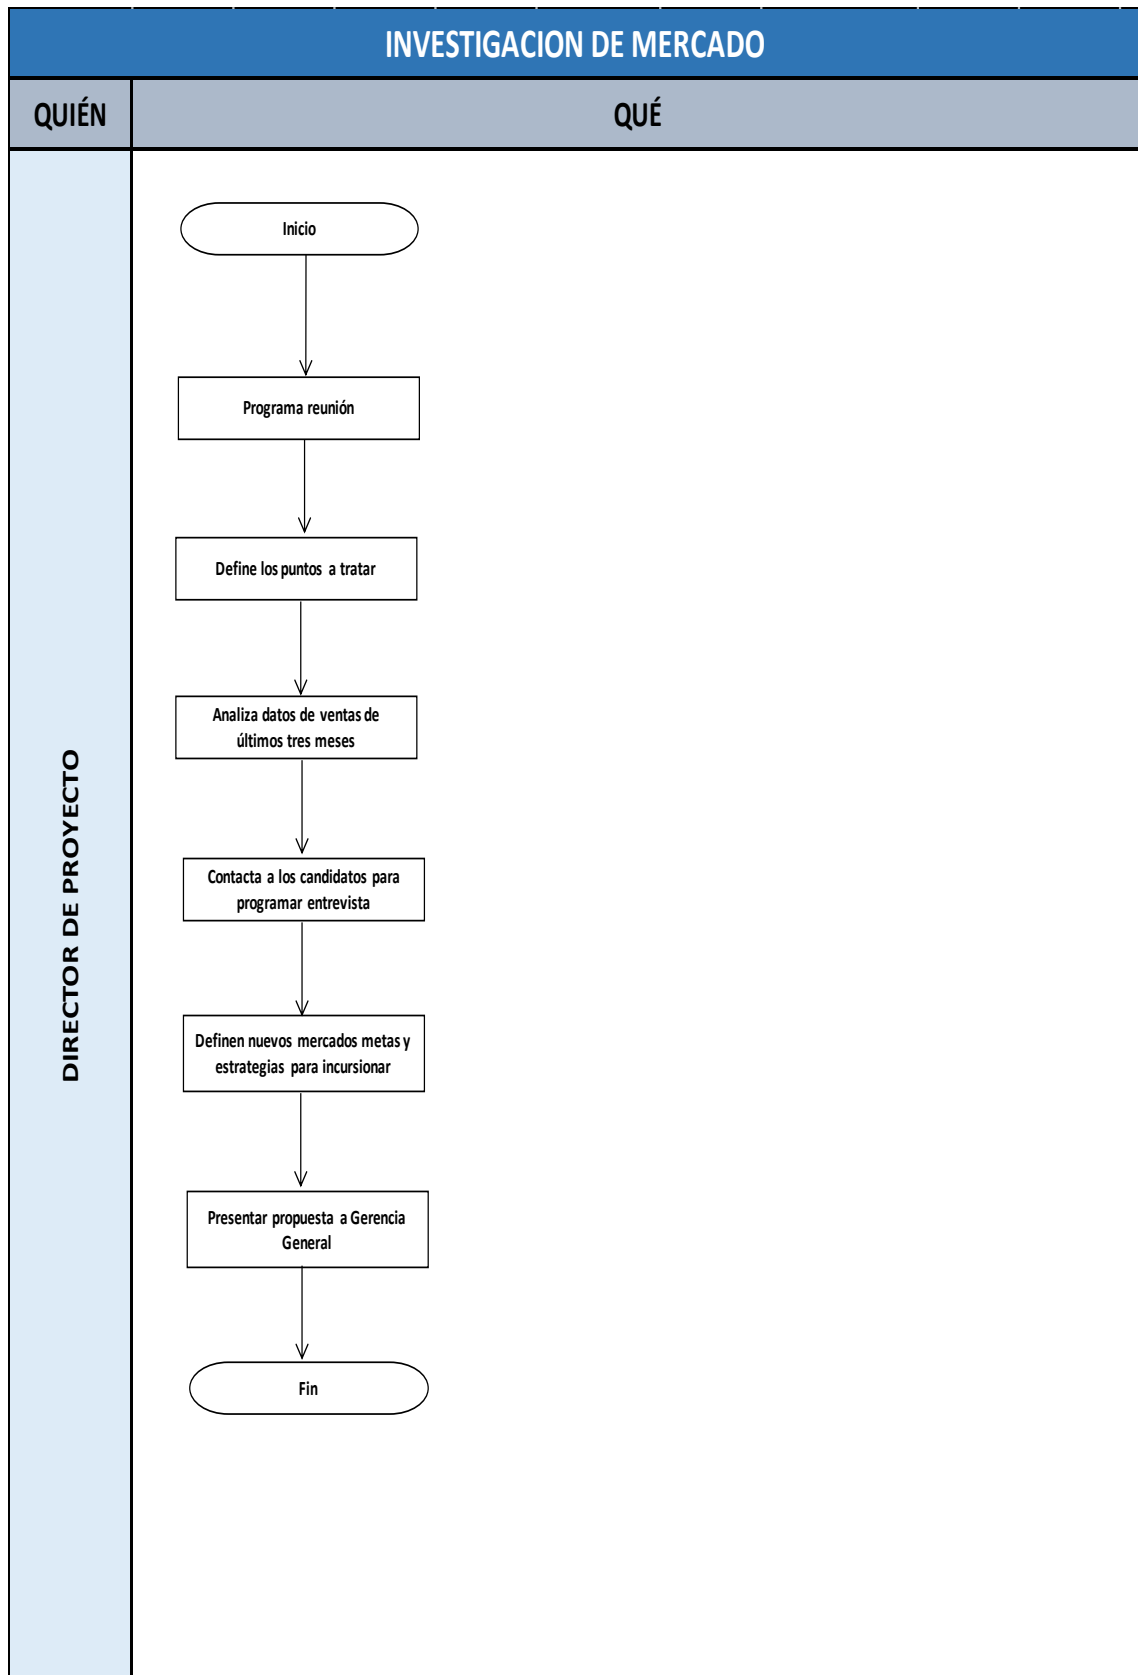 INVESTIGACION DE MERCADO
QUIÉN
QUÉ
DIRECTOR DE PROYECTO
Inicio
Programa reunión
Define los puntos a tratar
Analiza datos de ventas de
últimos tres meses
Contacta a los candidatos para
programar entrevista
Definen nuevos mercados metas y
estrategias para incursionar
Presentar propuesta a Gerencia
General
Fin